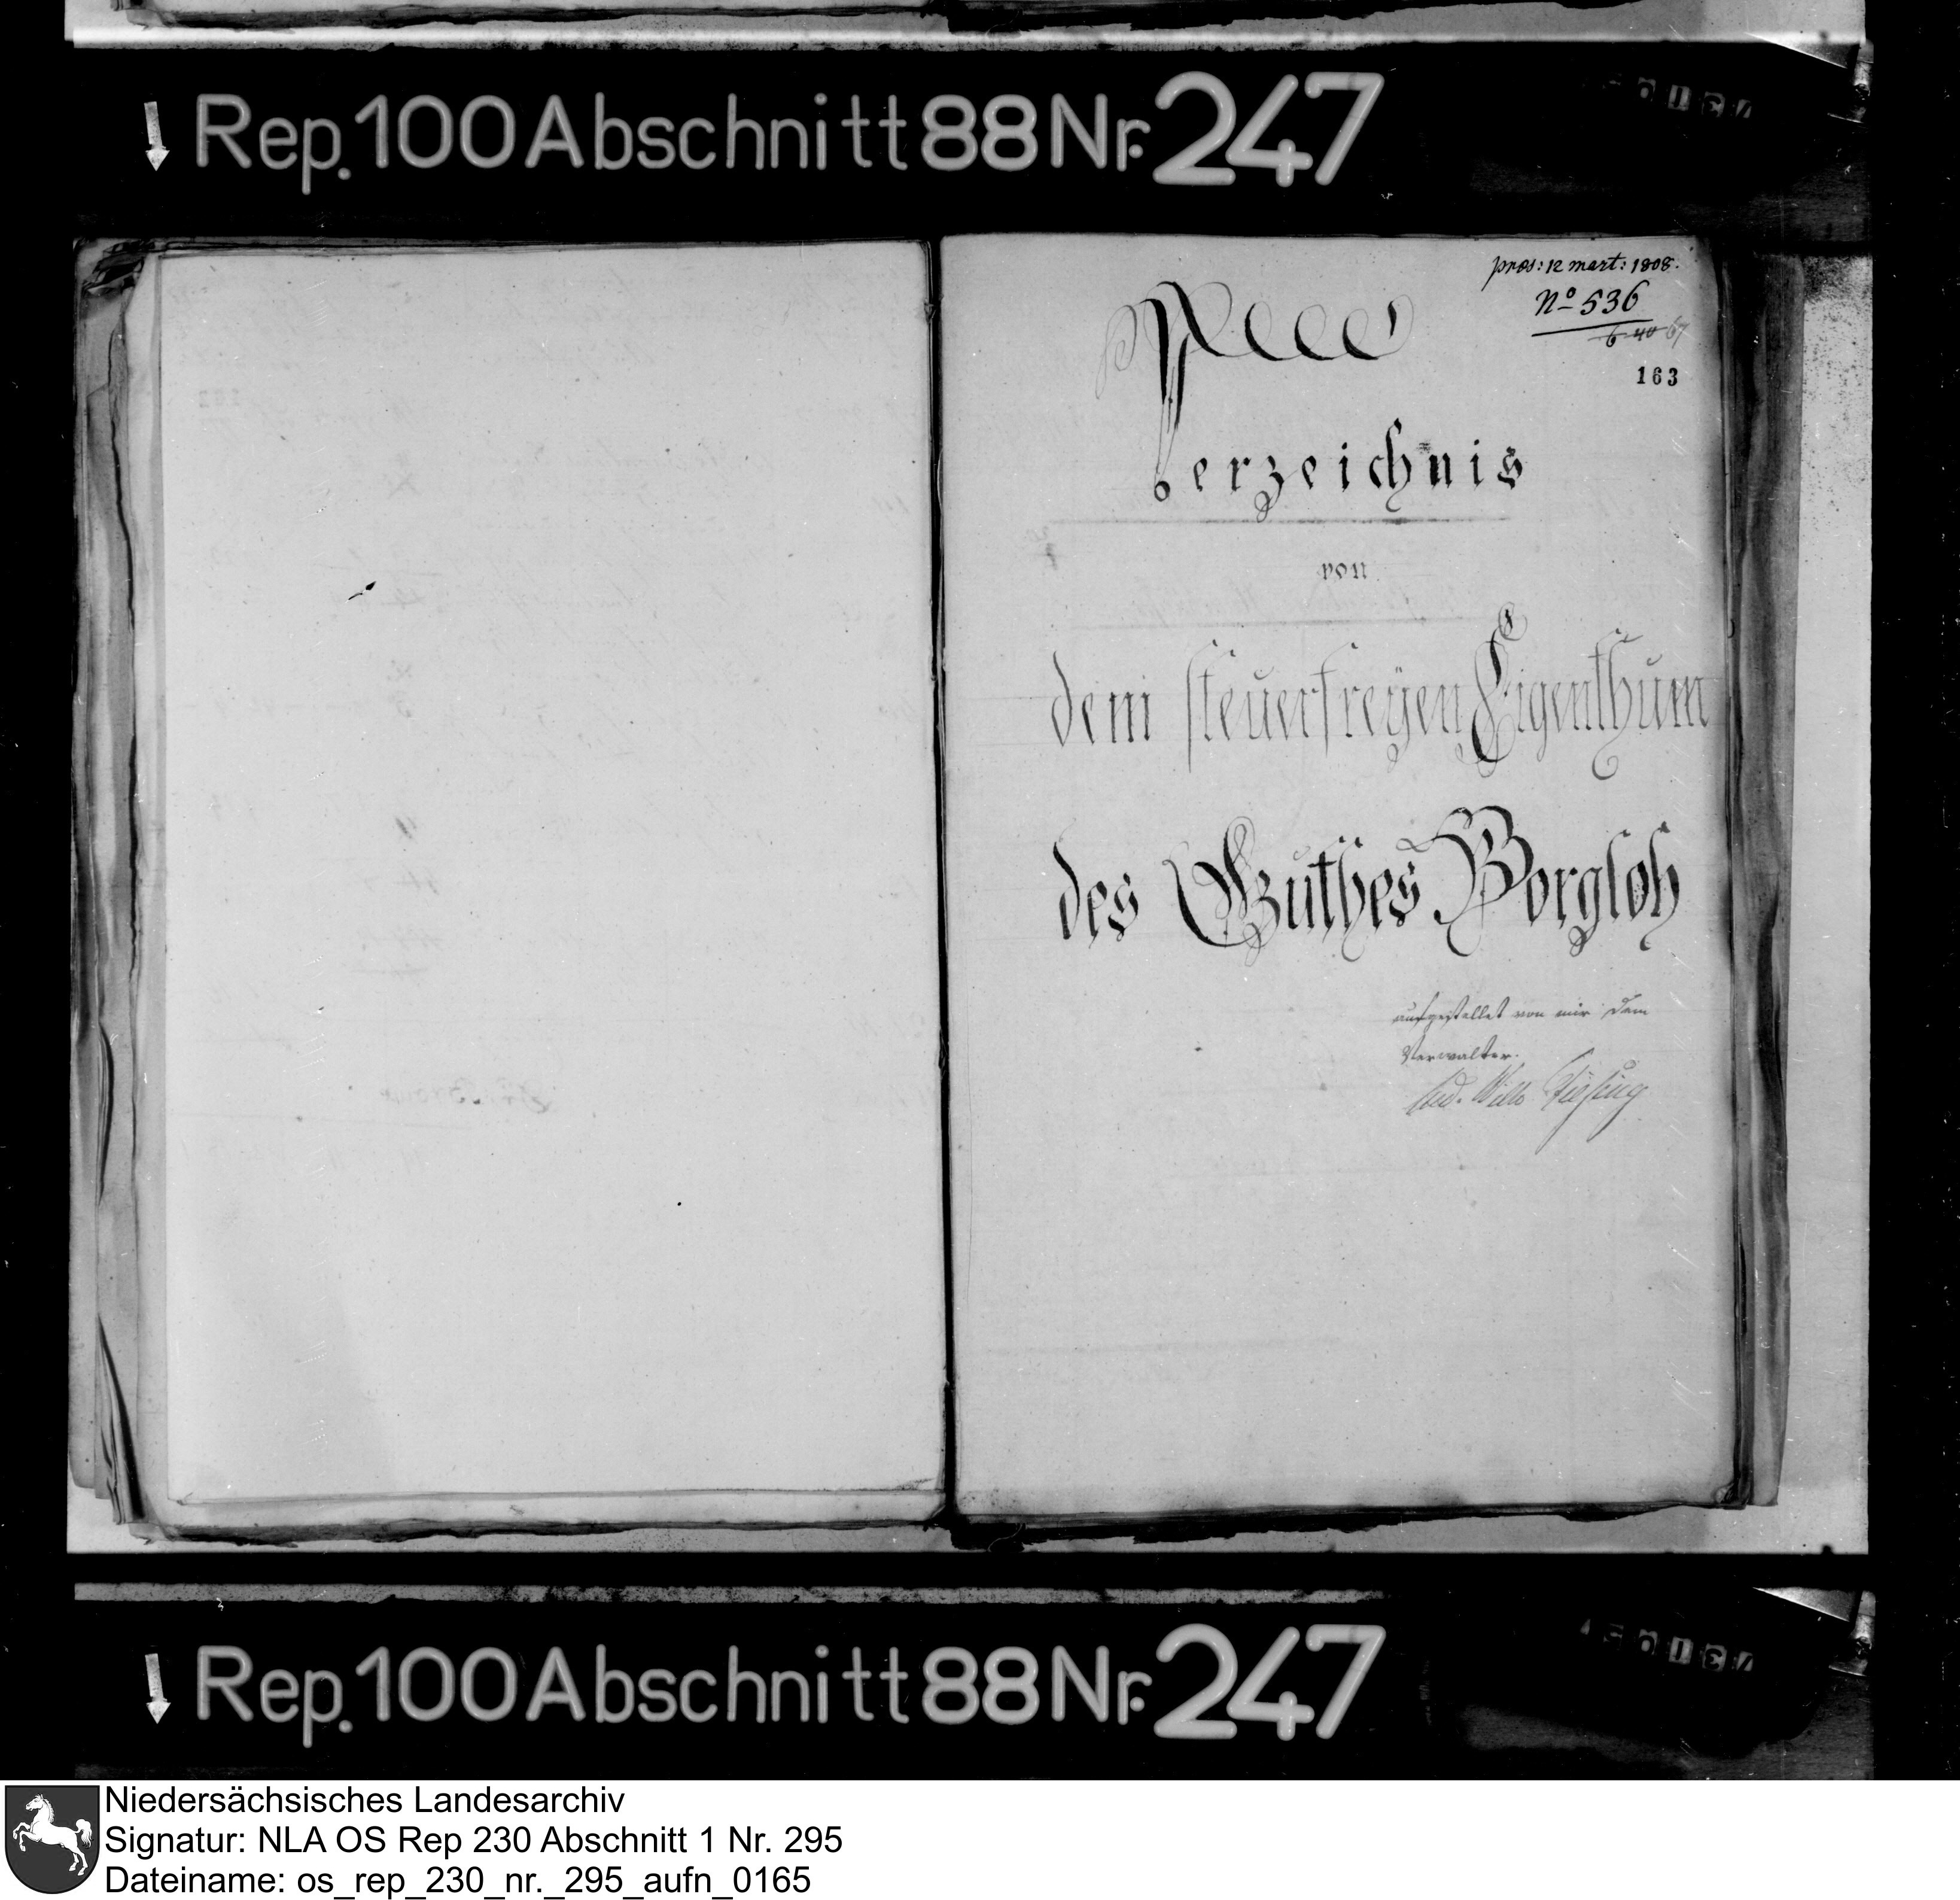 Rep. 100 Abschnitt 88 Nr. 247
præs: 12 mart: 1808.
No 536
163
Verzeichnis
von
dem steuerfreÿen Eigenthum
des Guthes Borgloh
aufgestellet von mir dem
Verwalter.
Rep. 100 Abschnitt 88 Nr. 247
Niedersächsisches Landesarchiv
Signatur: NLA OS Rep 230 Abschnitt 1 Nr. 295
Dateiname: os_rep_230_nr._295_aufn_0165